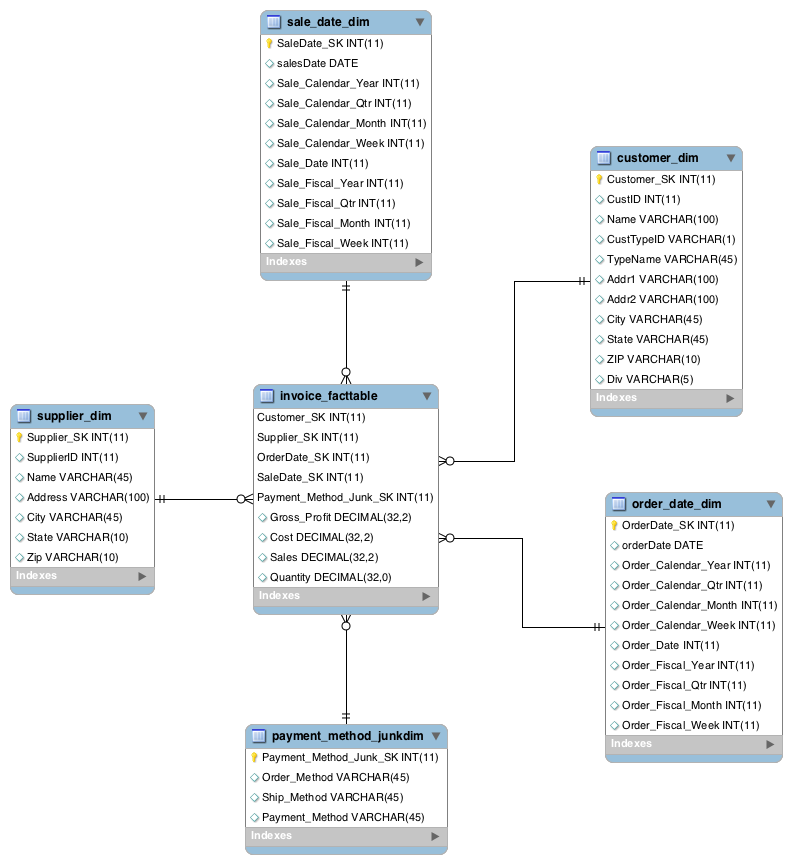 sale_date_dim
SaleDate_SK INT(11)
salesDate DATE
Sale_Calendar_Year INT(11)
Sale_Calendar_Qtr INT(11)
Sale_Calendar_Month INT(11)
Sale_Calendar_Week INT(11)
Sale_Date INT(11)
Sale_Fiscal_Year INT(11)
Sale_Fiscal_Qtr INT(11)
Sale_Fiscal_Month INT(11)
Sale_Fiscal_Week INT(11)
Indexes
customer_dim
Customer_SK INT(11)
CustID INT(11)
Name VARCHAR(100)
CustTypeID VARCHAR(1)
TypeName VARCHAR(45)
Addr1 VARCHAR(100)
Addr2 VARCHAR(100)
City VARCHAR(45)
State VARCHAR(45)
ZIP VARCHAR(10)
Div VARCHAR(5)
Indexes
supplier_dim
Supplier_SK INT(11)
SupplierID INT(11)
Name VARCHAR(45)
Address VARCHAR(100)
City VARCHAR(45)
State VARCHAR(10)
Zip VARCHAR(10)
Indexes
invoice_facttable
Customer_SK INT(11)
Supplier_SK INT(11)
OrderDate_SK INT(11)
SaleDate_SK INT(11)
Payment_Method_Junk_SK INT(11)
Gross_Profit DECIMAL(32,2)
Cost DECIMAL(32,2)
Sales DECIMAL(32,2)
Quantity DECIMAL(32,0)
Indexes
order_date_dim
OrderDate_SK INT(11)
orderDate DATE
Order_Calendar_Year INT(11)
Order_Calendar_Qtr INT(11)
Order_Calendar_Month INT(11)
Order_Calendar_Week INT(11)
Order_Date INT(11)
Order_Fiscal_Year INT(11)
Order_Fiscal_Qtr INT(11)
Order_Fiscal_Month INT(11)
Order_Fiscal_Week INT(11)
Indexes
payment_method_junkdim
Payment_Method_Junk_SK INT(11)
Order_Method VARCHAR(45)
Ship_Method VARCHAR(45)
Payment_Method VARCHAR(45)
Indexes